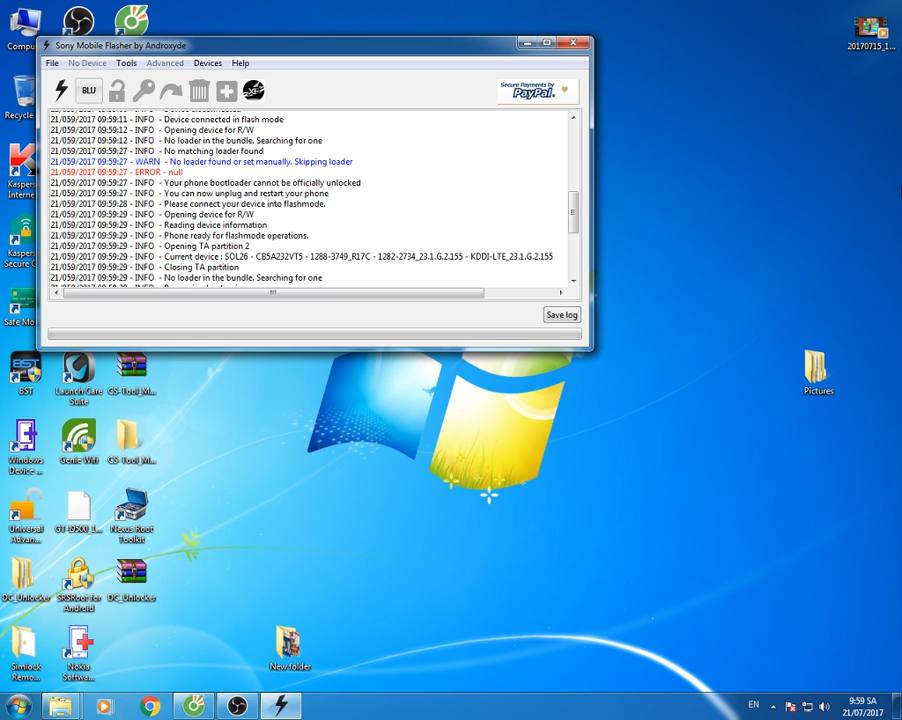 Sony Mobile Flasher by Androxyde
File No Device Tools Advanced Devices Help
BLU
Secure Payments by
PayPal.
21/059/2017 09:59:11 - INFO - Device connected in flash mode
21/059/2017 09:59:12 - INFO - Opening device for R/W
21/059/2017 09:59:12 - INFO - No loader in the bundle. Searching for one
21/059/2017 09:59:27 - INFO - No matching loader found
21/059/2017 09:59:27 - WARN - No loader found or set manually. Skipping loader
21/059/2017 09:59:27 - ERROR - null
21/059/2017 09:59:27 - INFO - Your phone bootloader cannot be officially unlocked
21/059/2017 09:59:27 - INFO - You can now unplug and restart your phone
21/059/2017 09:59:28 - INFO - Please connect your device into flashmode.
21/059/2017 09:59:29 - INFO - Opening device for R/W
21/059/2017 09:59:29 - INFO - Reading device information
21/059/2017 09:59:29 - INFO - Phone ready for flashmode operations.
21/059/2017 09:59:29 - INFO - Opening TA partition 2
21/059/2017 09:59:29 - INFO - Current device : SOL26 - CB5A232VT5 - 1288-3749_R17C - 1282-2734_23.1.G.2.155 - KDDI-LTE_23.1.G.2.155
21/059/2017 09:59:29 - INFO - Closing TA partition
21/059/2017 09:59:29 - INFO - No loader in the bundle. Searching for one
Save log
Compu
Recycle
Kaspers
Interne
Kaspers
Secure C
Safe Mo
BST
Launch Care
Suite
CS-Tool_M...
Windows
Device ...
Genie Wifi
CS-Tool_M...
Universal
Advan...
GT-I9500_1...
Nexus Root
Toolkit
DC_Unlocker
SRSRoot for
Android
DC_Unlocker
Simlock
Remo...
Nokia
Softwa...
New folder
20170715_1...
Pictures
EN
9:59 SA
21/07/2017